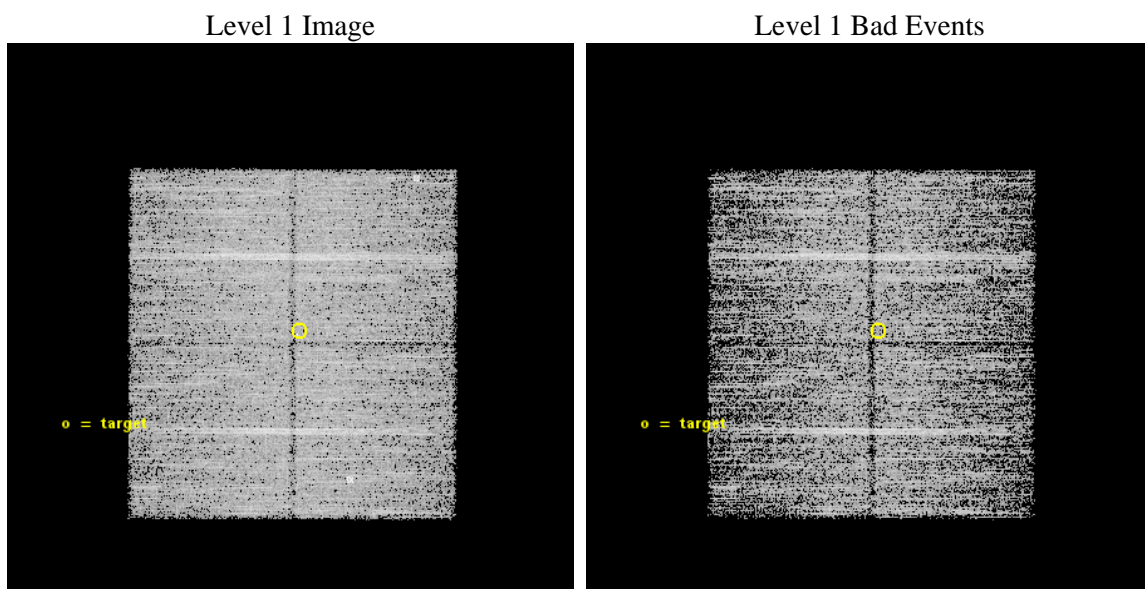 Level 1 Image
Level 1 Bad Events
o = target
o = target